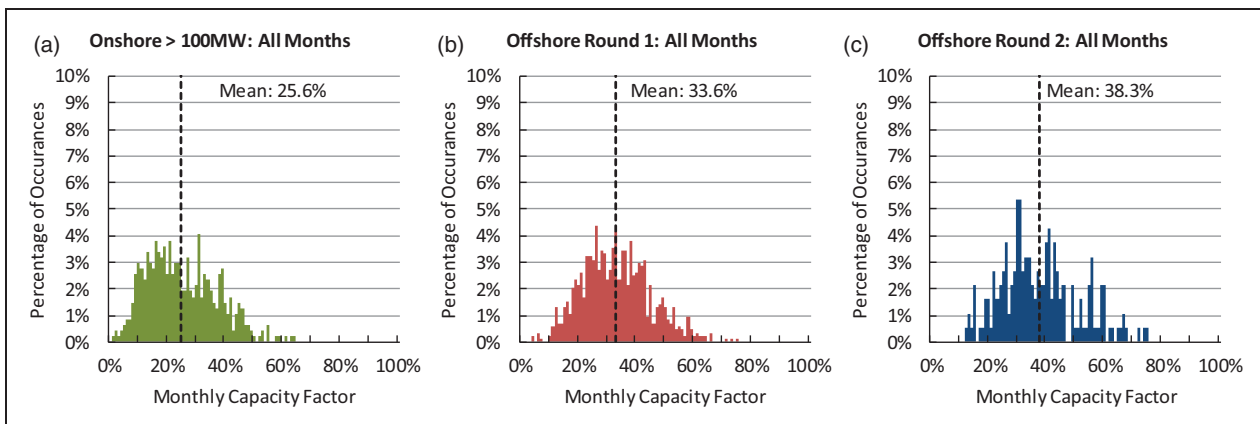 (a) Onshore > 100MW: All Months
10%
9%
8%
7%
6%
5%
4%
3%
2%
1%
0%
Percentage of Occurances
Mean: 25.6%
0% 20% 40% 60% 80% 100%
Monthly Capacity Factor
(b) Offshore Round 1: All Months
10%
9%
8%
7%
6%
5%
4%
3%
2%
1%
0%
Percentage of Occurances
Mean: 33.6%
0% 20% 40% 60% 80% 100%
Monthly Capacity Factor
(c) Offshore Round 2: All Months
10%
9%
8%
7%
6%
5%
4%
3%
2%
1%
0%
Percentage of Occurances
Mean: 38.3%
0% 20% 40% 60% 80% 100%
Monthly Capacity Factor